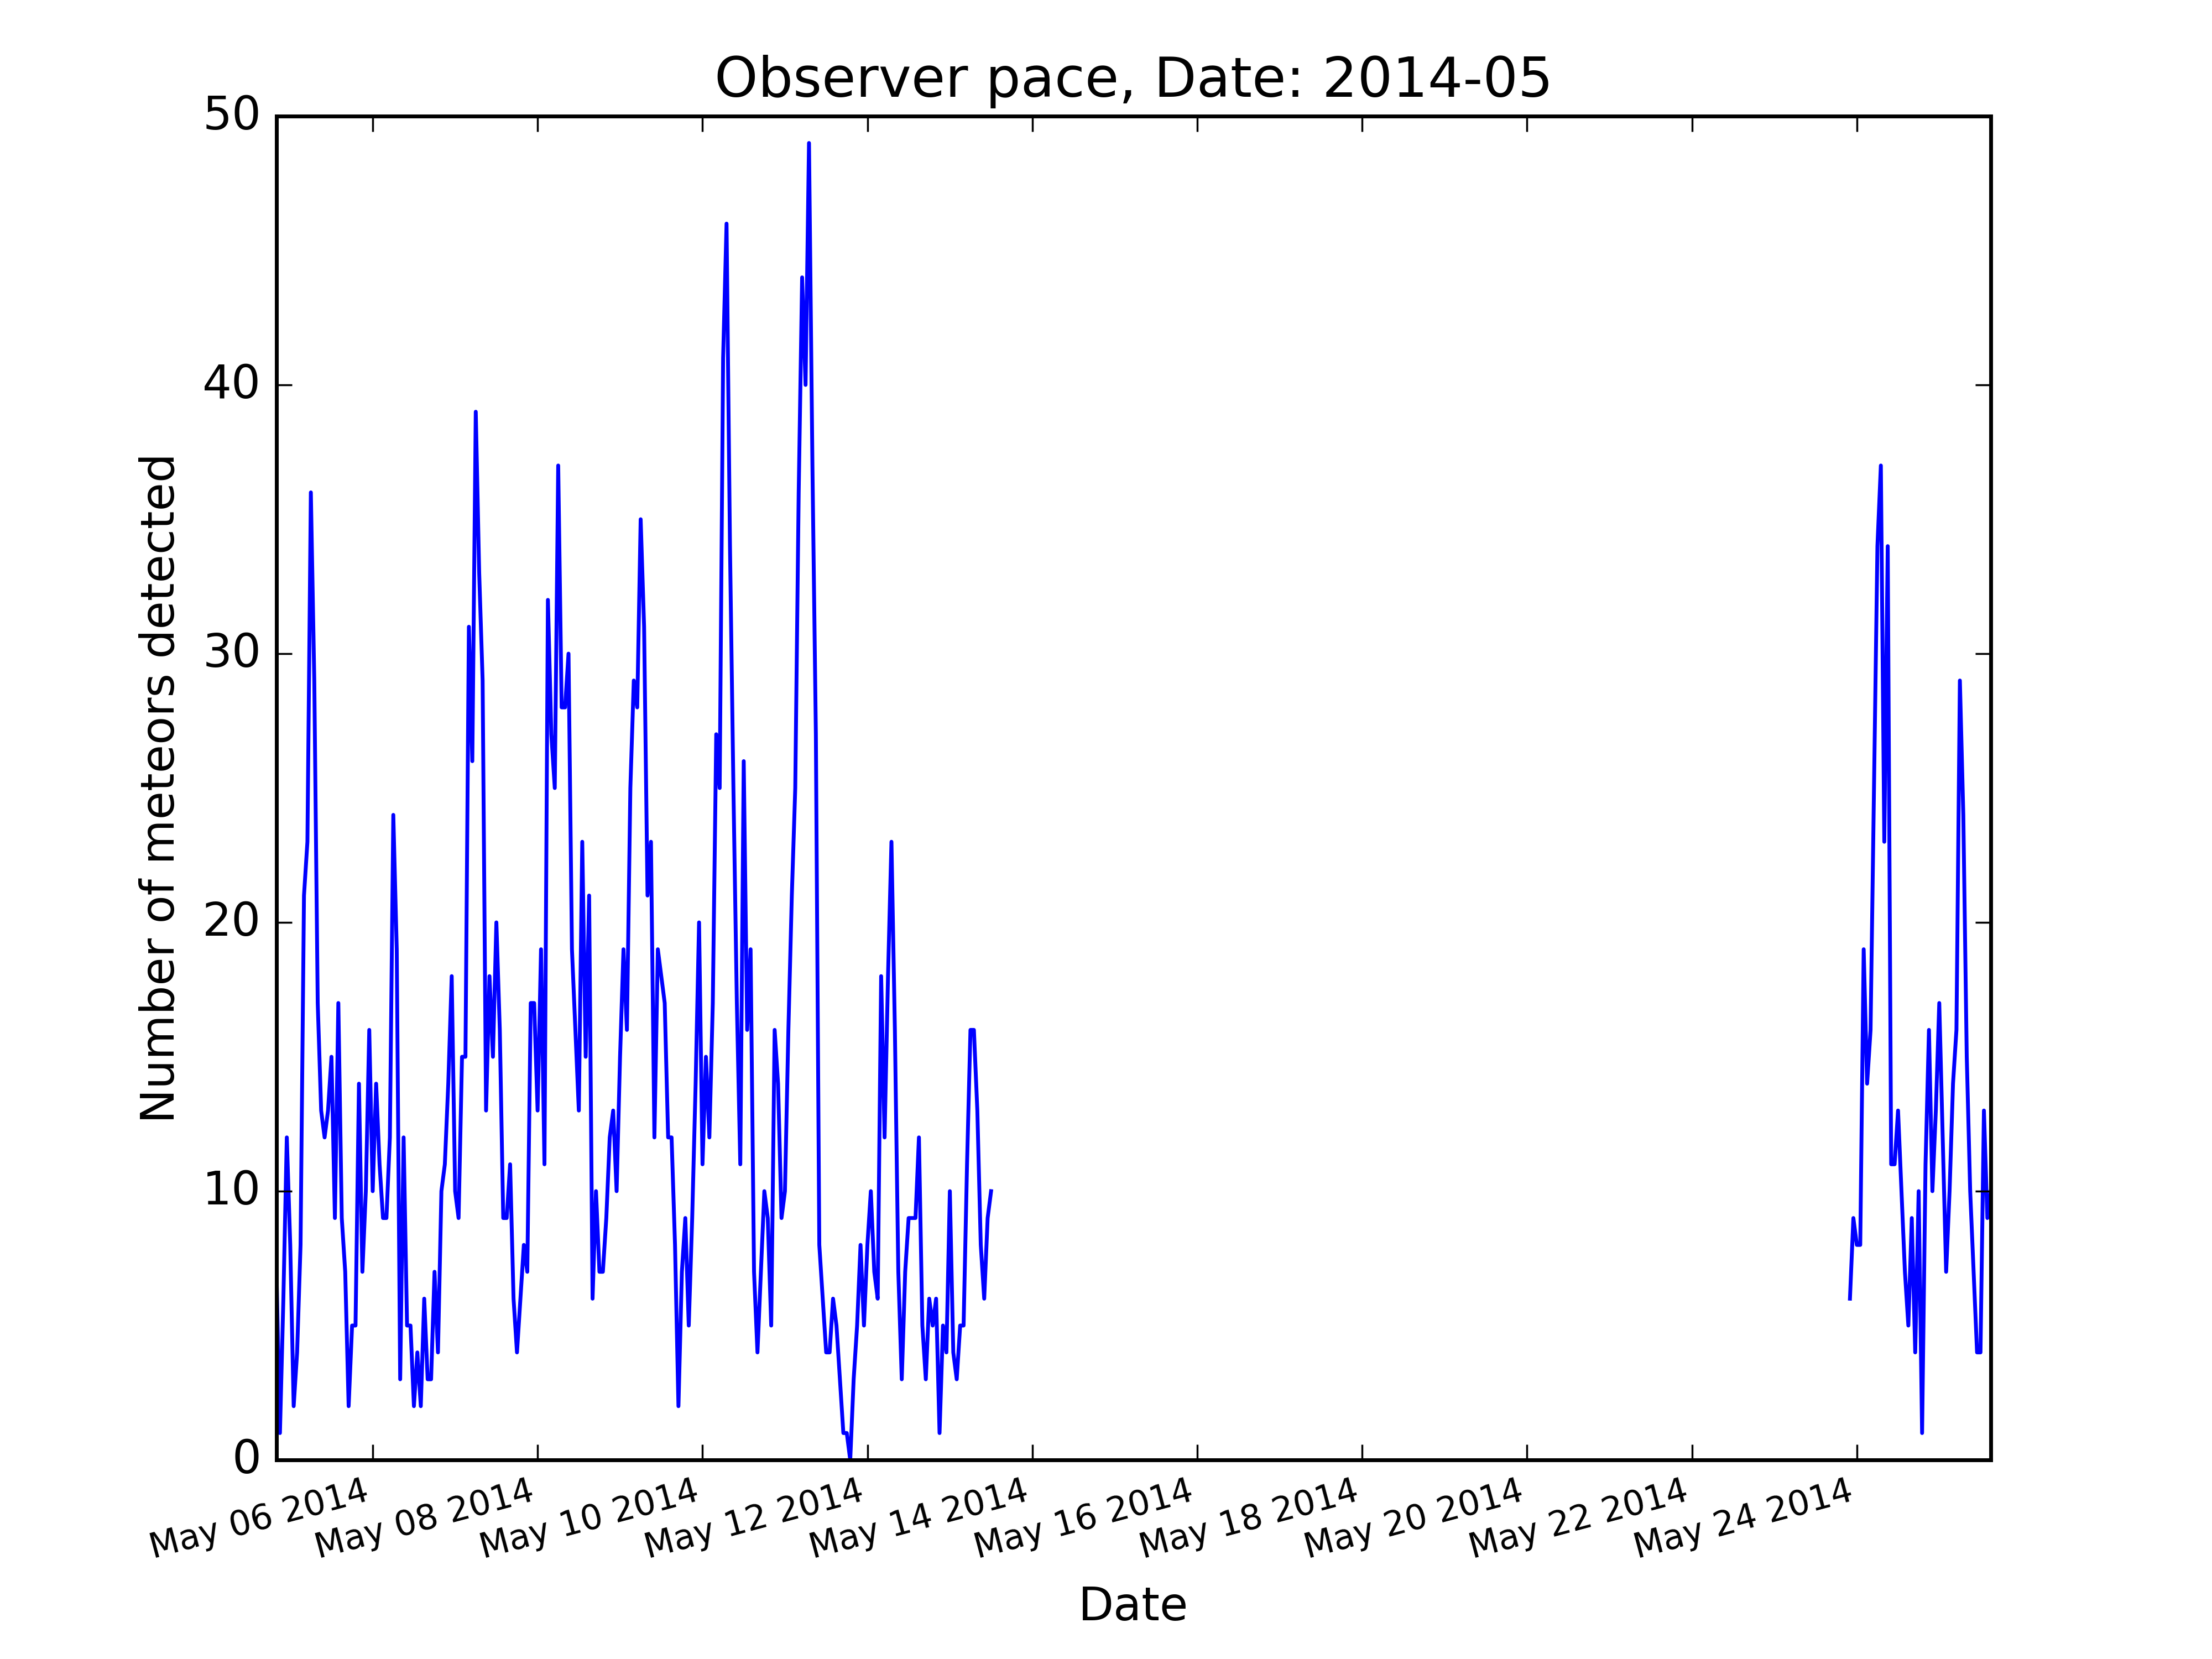 Observer pace, Date: 2014-05
50
40
30
20
10
0
Number of meteors detected
May 06 2014
May 08 2014
May 10 2014
May 12 2014
May 14 2014
May 16 2014
May 18 2014
May 20 2014
May 22 2014
May 24 2014
Date